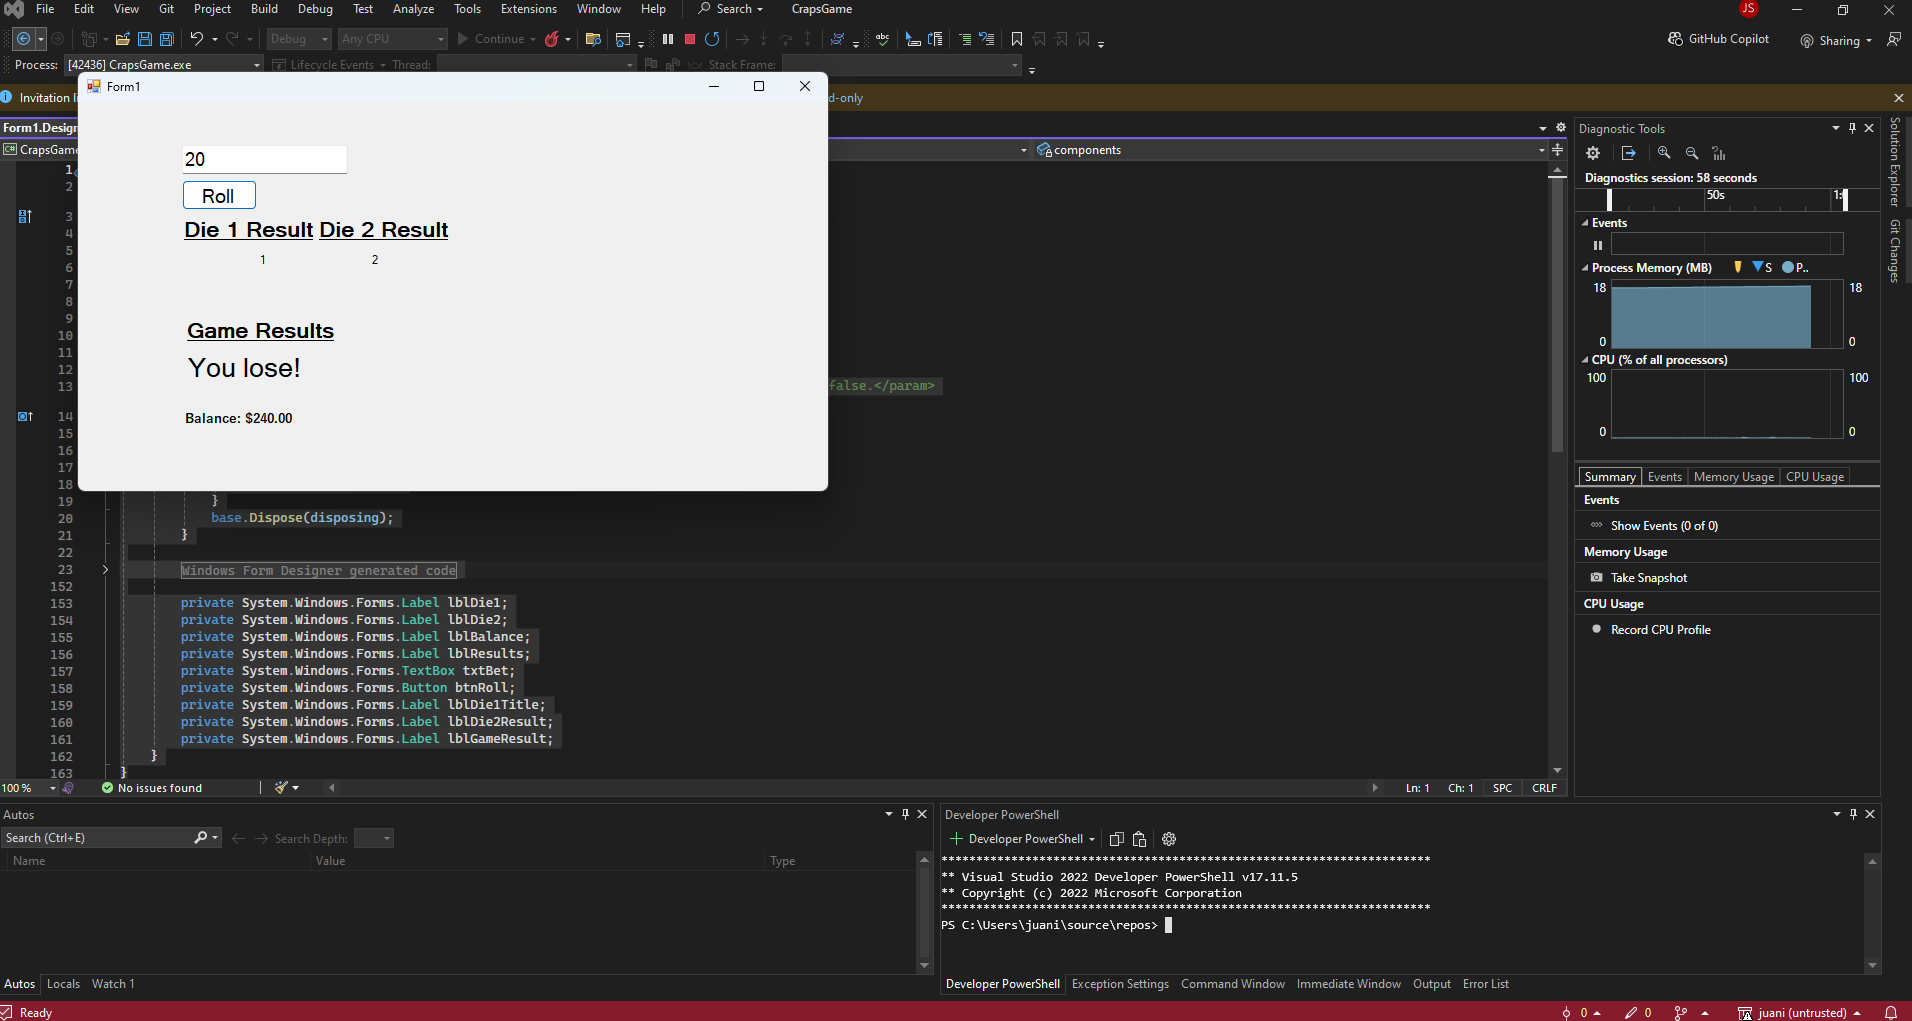 File Edit View Git Project Build Debug Test Analyze Tools Extensions Window Help Search CrapsGame JS
Debug Any CPU Continue abc GitHub Copilot Sharing
Process: [42436] CrapsGame.exe Lifecycle Events Thread: Stack Frame:
Form1
Invitation d-only
20
Roll
Die 1 Result Die 2 Result
1 2
Game Results
You lose!
Balance: $240.00
Form1.Design
C# CrapsGame components
1
2
3
4
5
6
7
8
9
10
11
12
13 false.</param>
14
15
16
17
18
19 }
20 base.Dispose(disposing);
21 }
22
23 Windows Form Designer generated code
152
153 private System.Windows.Forms.Label lblDie1;
154 private System.Windows.Forms.Label lblDie2;
155 private System.Windows.Forms.Label lblBalance;
156 private System.Windows.Forms.Label lblResults;
157 private System.Windows.Forms.TextBox txtBet;
158 private System.Windows.Forms.Button btnRoll;
159 private System.Windows.Forms.Label lblDie1Title;
160 private System.Windows.Forms.Label lblDie2Result;
161 private System.Windows.Forms.Label lblGameResult;
162 }
163 }
100 % No issues found Ln: 1 Ch: 1 SPC CRLF
Diagnostic Tools
Diagnostics session: 58 seconds
50s 1:
Events
Process Memory (MB) S P..
18 18
0 0
CPU (% of all processors)
100 100
0 0
Summary Events Memory Usage CPU Usage
Events
Show Events (0 of 0)
Memory Usage
Take Snapshot
CPU Usage
Record CPU Profile
Solution Explorer
Git Changes
Autos
Search (Ctrl+E) Search Depth:
Name Value Type
Autos Locals Watch 1
Developer PowerShell
Developer PowerShell
**********************************************************************
** Visual Studio 2022 Developer PowerShell v17.11.5
** Copyright (c) 2022 Microsoft Corporation
**********************************************************************
PS C:\Users\juani\source\repos>
Developer PowerShell Exception Settings Command Window Immediate Window Output Error List
Ready 0 0 juani (untrusted)